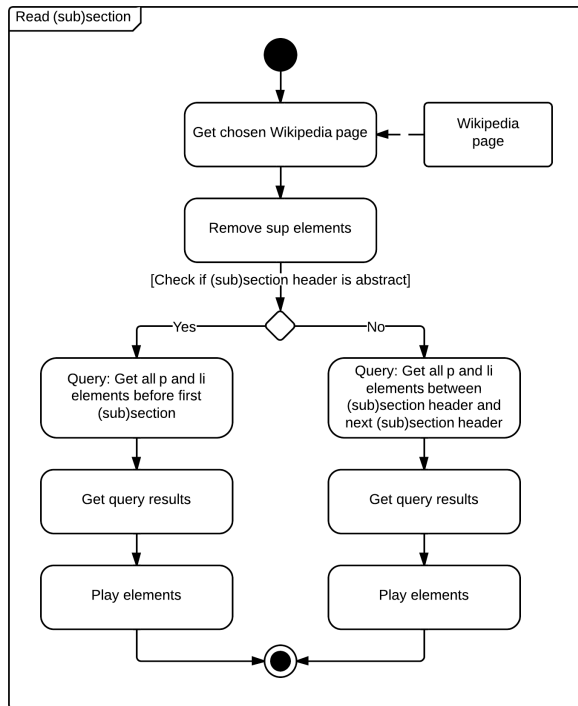 Read (sub)section
Get chosen Wikipedia page
Wikipedia
page
Remove sup elements
[Check if (sub)section header is abstract]
Yes
No
Query: Get all p and li
elements before first
(sub)section
Query: Get all p and li
elements between
(sub)section header and
next (sub)section header
Get query results
Get query results
Play elements
Play elements